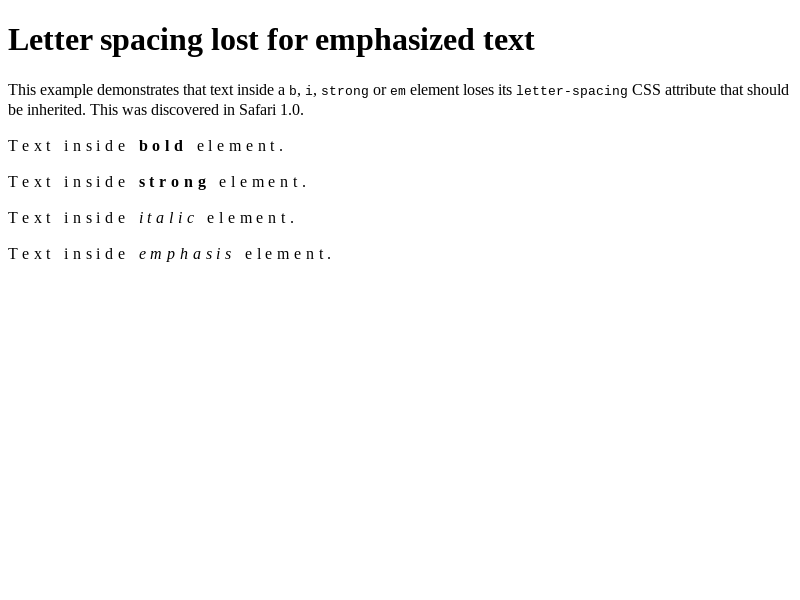 Letter spacing lost for emphasized text
This example demonstrates that text inside a b, i, strong or em element loses its letter-spacing CSS attribute that should
be inherited. This was discovered in Safari 1.0.
Text inside bold element.
Text inside strong element.
Text inside italic element.
Text inside emphasis element.